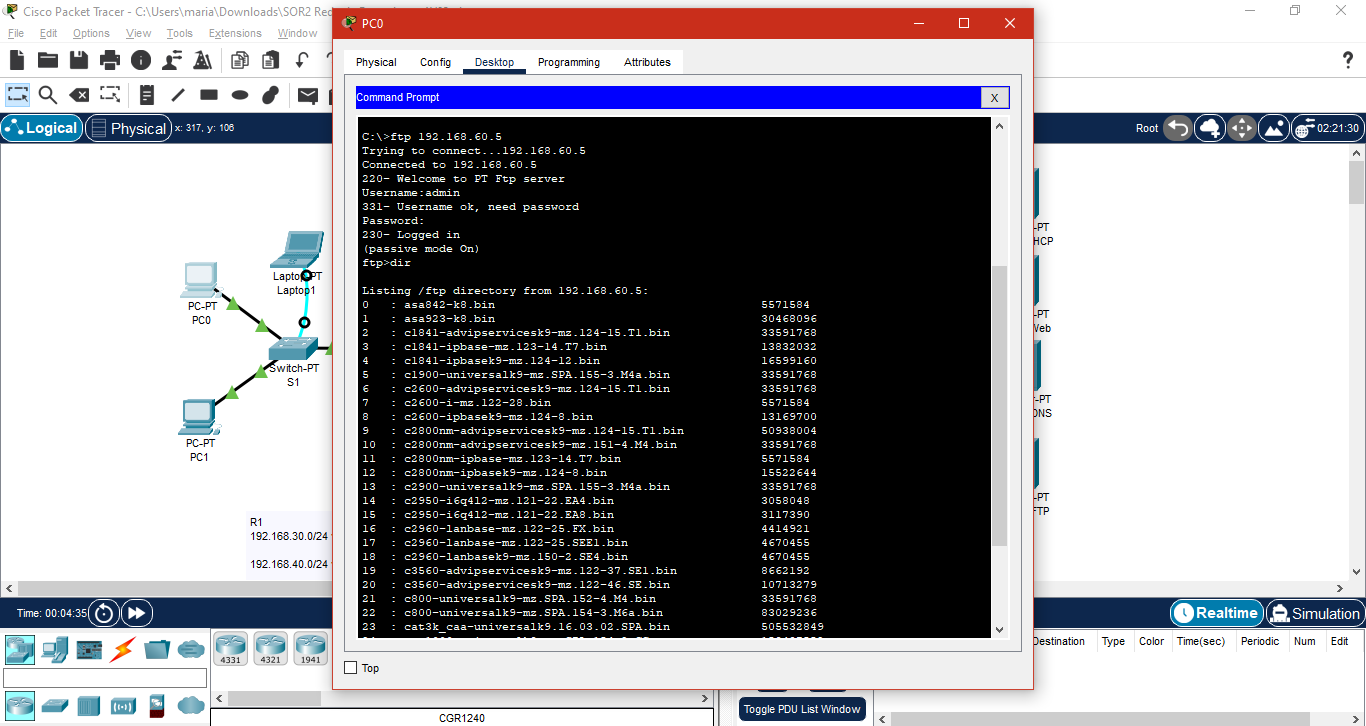 Cisco Packet Tracer - C:\Users\maria\Downloads\SOR2
PC0
File Edit Options View Tools Extensions Window
Physical Config Desktop Programming Attributes
Command Prompt
X
Logical Physical x: 317, y: 106
Root 02:21:30
C:\>ftp 192.168.60.5
Trying to connect...192.168.60.5
Connected to 192.168.60.5
220- Welcome to PT Ftp server
Username:admin
331- Username ok, need password
Password:
230- Logged in
(passive mode On)
ftp>dir
Listing /ftp directory from 192.168.60.5:
0 : asa842-k8.bin 5571584
1 : asa923-k8.bin 30468096
2 : c1841-advipservicesk9-mz.124-15.T1.bin 33591768
3 : c1841-ipbase-mz.123-14.T7.bin 13832032
4 : c1841-ipbasek9-mz.124-12.bin 16599160
5 : c1900-universalk9-mz.SPA.155-3.M4a.bin 33591768
6 : c2600-advipservicesk9-mz.124-15.T1.bin 33591768
7 : c2600-i-mz.122-28.bin 5571584
8 : c2600-ipbasek9-mz.124-8.bin 13169700
9 : c2800nm-advipservicesk9-mz.124-15.T1.bin 50938004
10 : c2800nm-advipservicesk9-mz.151-4.M4.bin 33591768
11 : c2800nm-ipbase-mz.123-14.T7.bin 5571584
12 : c2800nm-ipbasek9-mz.124-8.bin 15522644
13 : c2900-universalk9-mz.SPA.155-3.M4a.bin 33591768
14 : c2950-i6q4l2-mz.121-22.EA4.bin 3058048
15 : c2950-i6q4l2-mz.121-22.EA8.bin 3117390
16 : c2960-lanbase-mz.122-25.FX.bin 4414921
17 : c2960-lanbase-mz.122-25.SEE1.bin 4670455
18 : c2960-lanbasek9-mz.150-2.SE4.bin 4670455
19 : c3560-advipservicesk9-mz.122-37.SE1.bin 8662192
20 : c3560-advipservicesk9-mz.122-46.SE.bin 10713279
21 : c800-universalk9-mz.SPA.152-4.M4.bin 33591768
22 : c800-universalk9-mz.SPA.154-3.M6a.bin 83029236
23 : cat3k_caa-universalk9.16.03.02.SPA.bin 505532849
Top
Laptop-PT
Laptop1
PC-PT
PC0
Switch-PT
S1
PC-PT
PC1
R1
192.168.30.0/24
192.168.40.0/24
-PT
HCP
Web
-PT
-PT
Time: 00:04:35
Realtime Simulation
4331 4321 1941
CGR1240
Destination Type Color Time(sec) Periodic Num Edit
Toggle PDU List Window